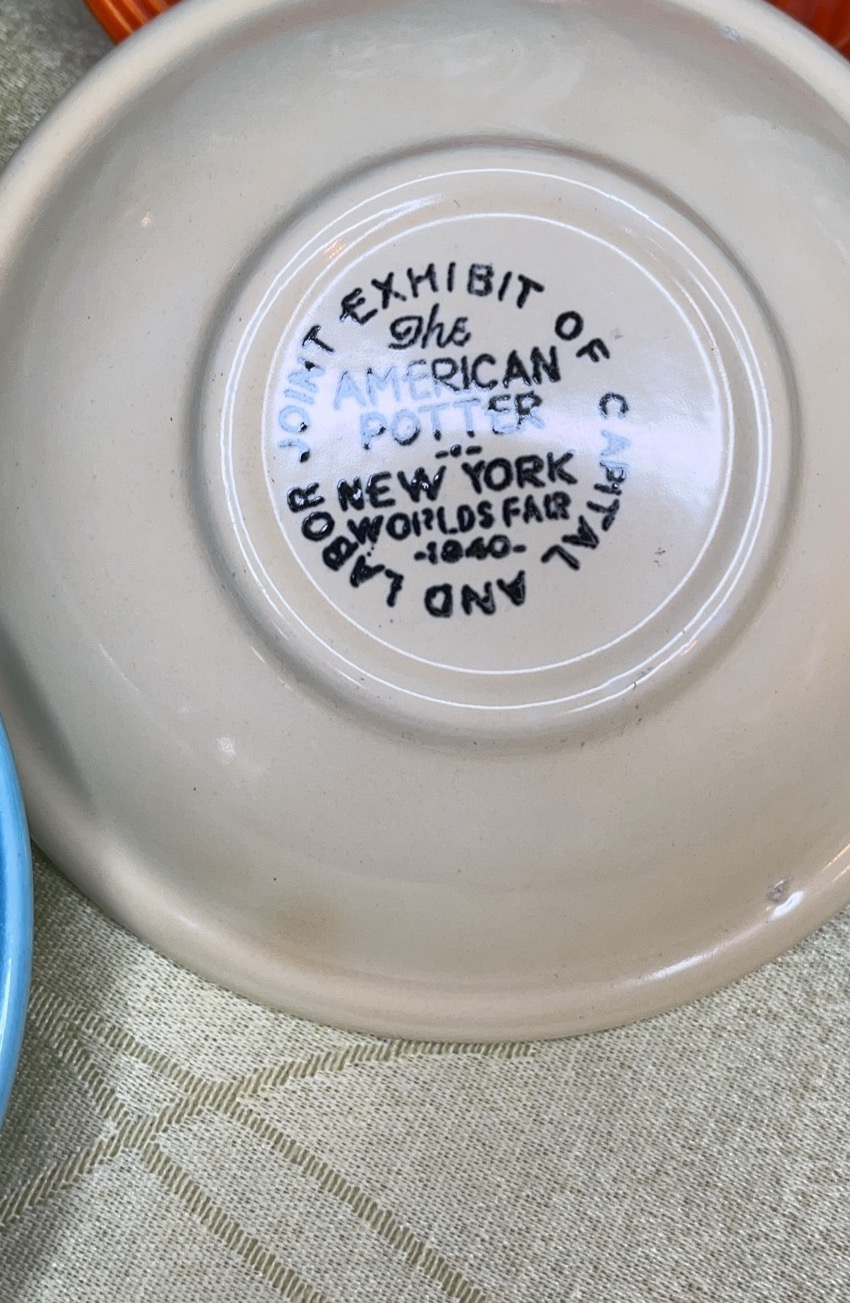 JOINT EXHIBIT OF CAPITAL AND LABOR
The
AMERICAN
POTTER
NEW YORK
WORLDS FAIR
-1940-